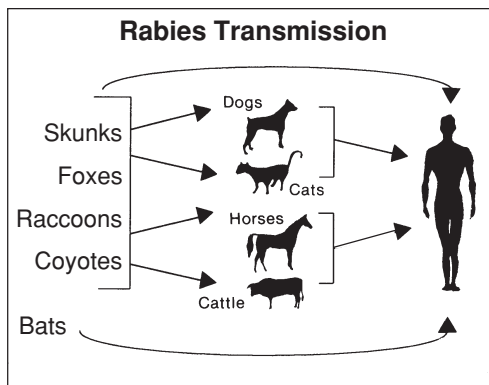 Rabies Transmission
Dogs
Skunks
Foxes
Cats
Raccoons
Horses
Coyotes
Cattle
Bats